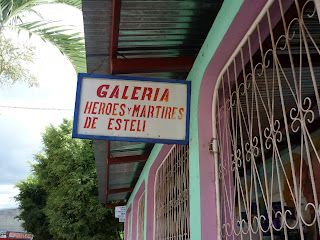 GALERIA
HEROES Y MARTIRES
DE ESTELI